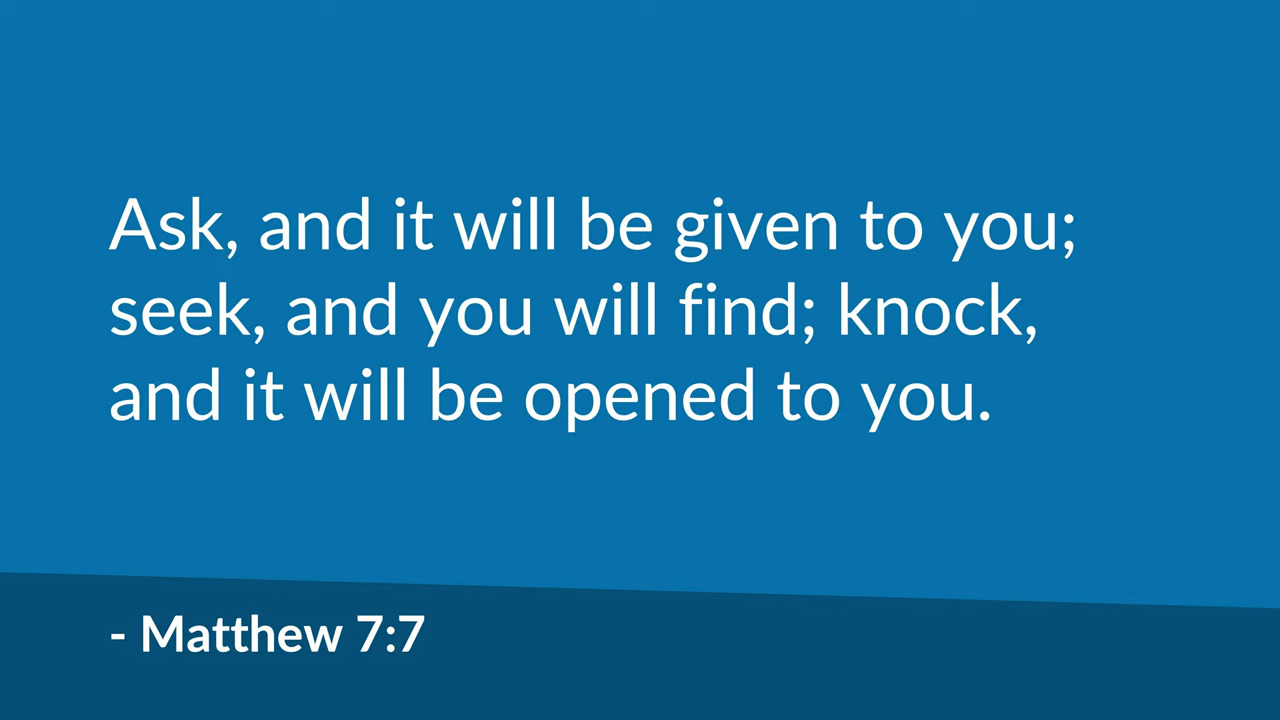 Ask, and it will be given to you;
seek, and you will find; knock,
and it will be opened to you.
- Matthew 7:7